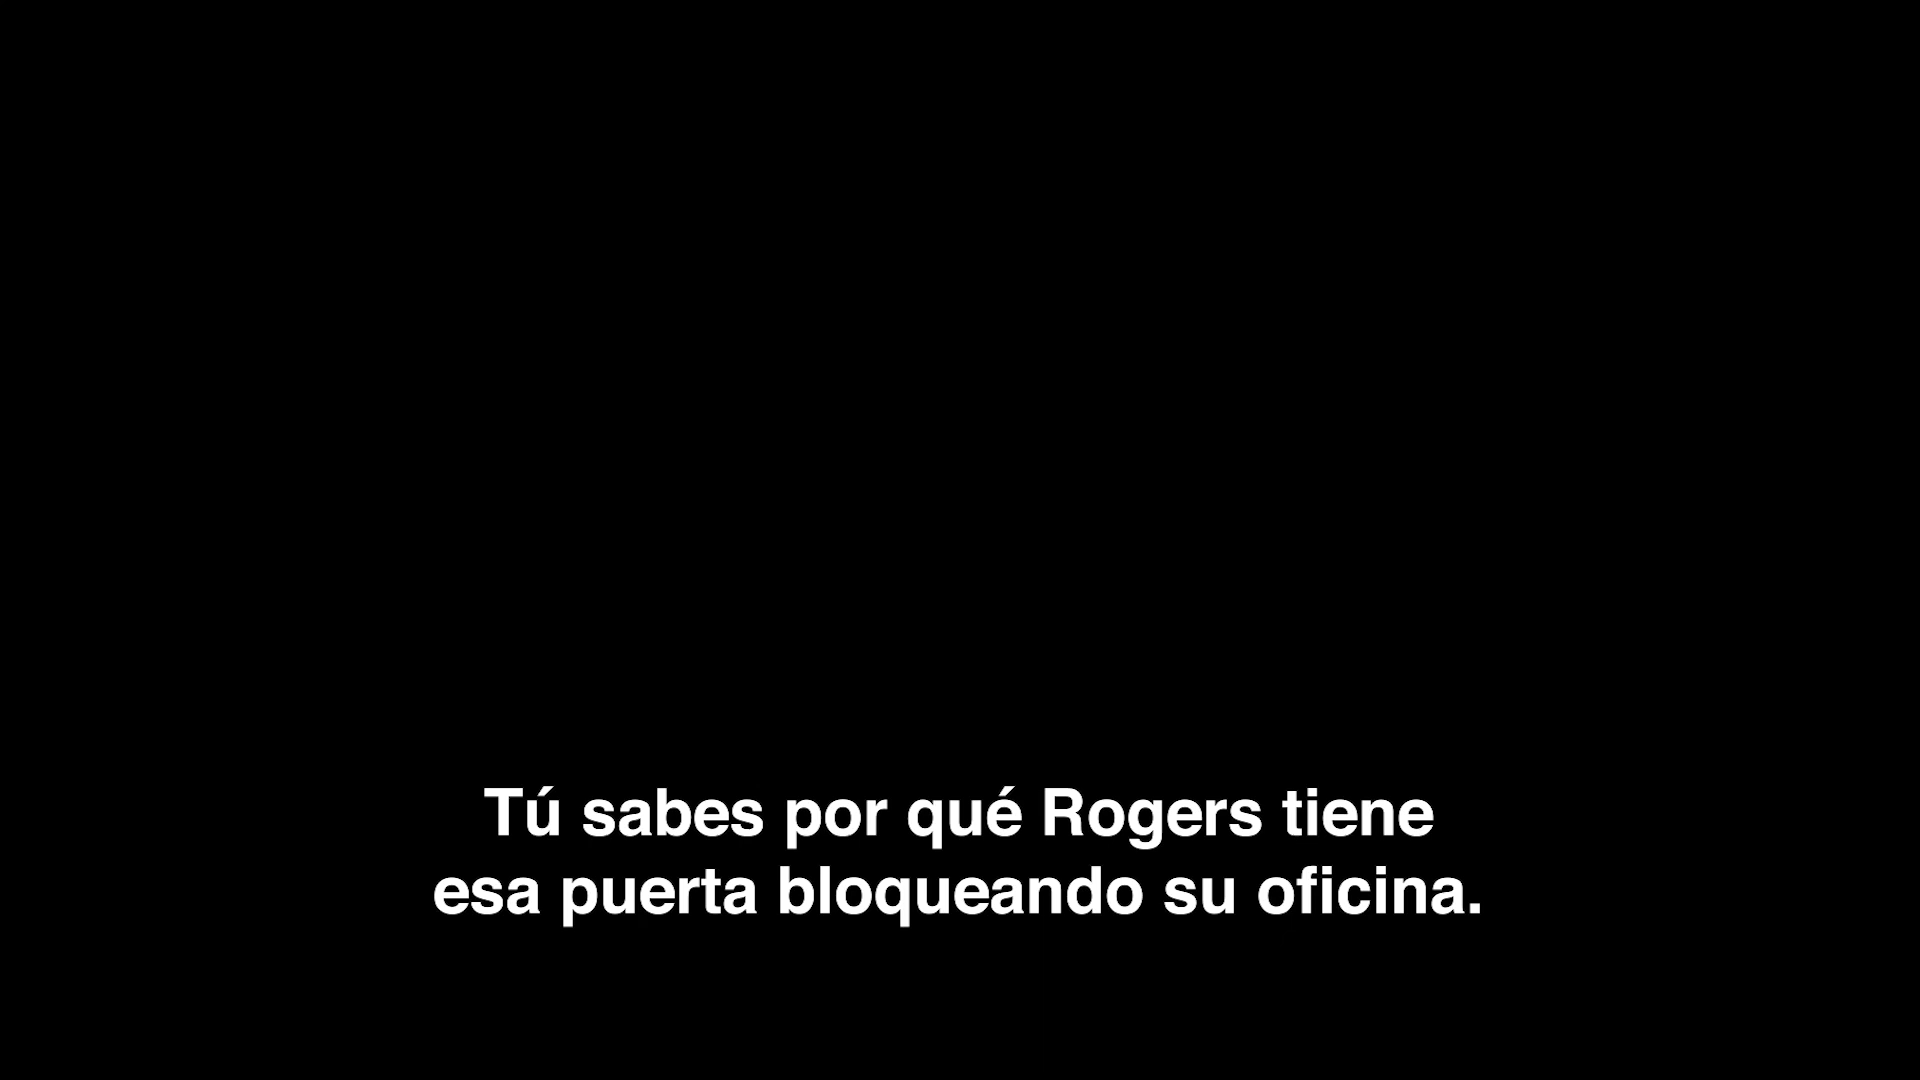 Tú sabes por qué Rogers tiene
esa puerta bloqueando su oficina.